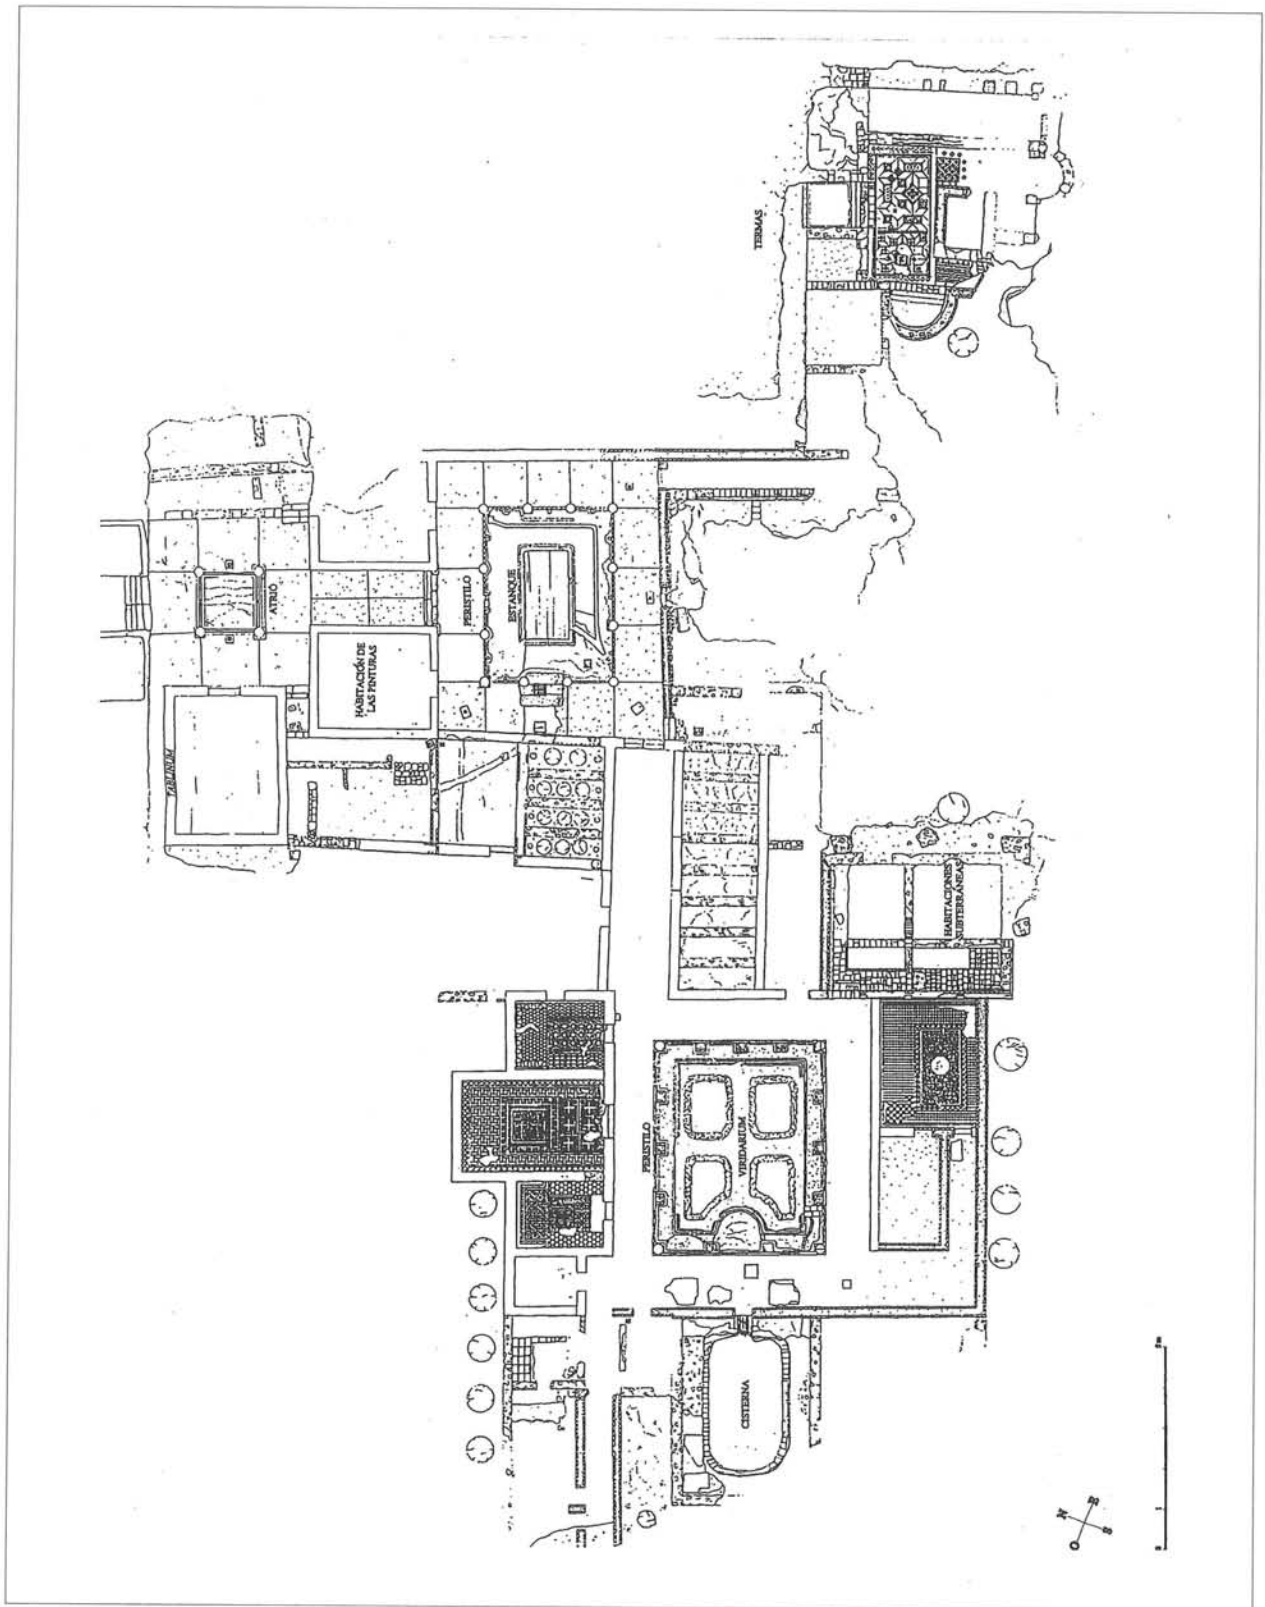 TERMAS
ATRIO
PERISTILO
ESTANQUE
HABITACIÓN DE
LAS PINTURAS
TABLINUM
HABITACIONES
SUBTERRÁNEAS
PERISTILO
VIRIDARIUM
CISTERNA
N
E
S
O